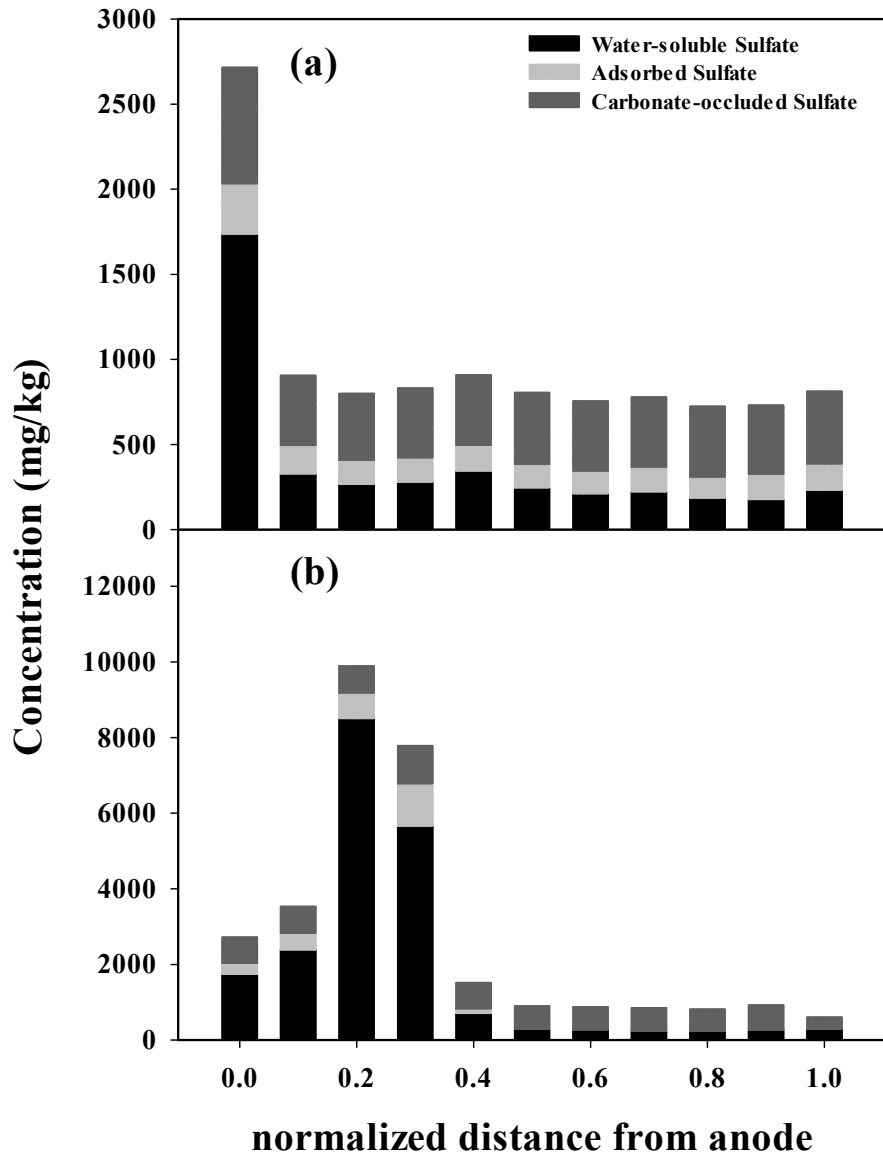 3000
(a)
Water-soluble Sulfate
Adsorbed Sulfate
Carbonate-occluded Sulfate
2500
2000
1500
1000
500
0
Concentration (mg/kg)
(b)
12000
10000
8000
6000
4000
2000
0
0.0 0.2 0.4 0.6 0.8 1.0
normalized distance from anode